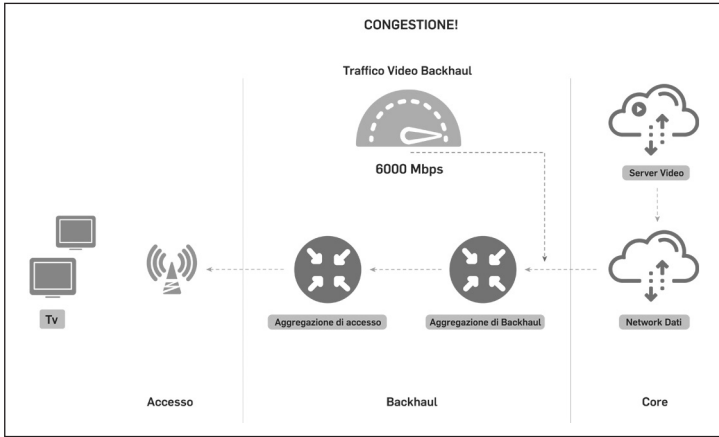 CONGESTIONE!
Traffico Video Backhaul
6000 Mbps
Server Video
Tv
Aggregazione di accesso
Aggregazione di Backhaul
Network Dati
Accesso
Backhaul
Core